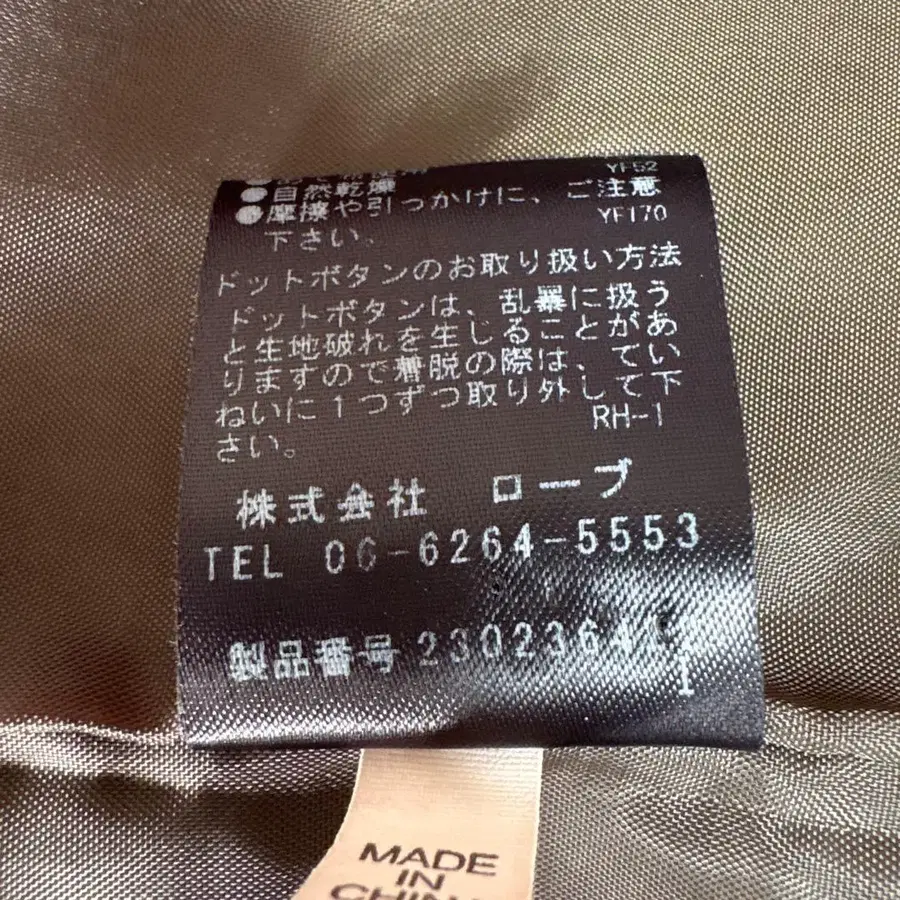 YF52
●自然乾燥
●摩擦や引っかけに、ご注意
下さい。 YF170
ドットボタンのお取り扱い方法
ドットボタンは、乱暴に扱う
と生地破れを生じることがあ
りますので着脱の際は、てい
ねいに1つずつ取り外して下
さい。 RH-1
株式会社 ローブ
TEL 06-6264-5553
製品番号
I
MADE
IN
CHINA